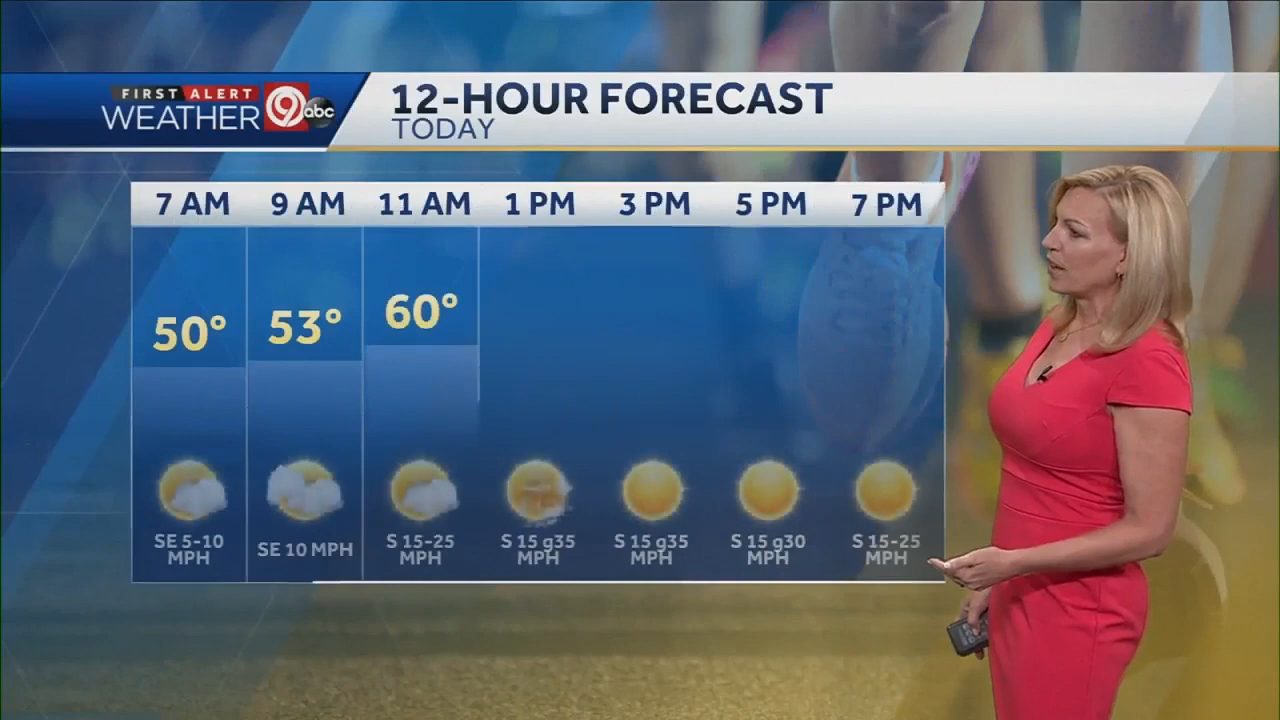 FIRST ALERT
WEATHER 9 abc
12-HOUR FORECAST
TODAY
7 AM 9 AM 11 AM 1 PM 3 PM 5 PM 7 PM
50° 53° 60°
SE 5-10 MPH
SE 10 MPH
S 15-25 MPH
S 15 g35 MPH
S 15 g35 MPH
S 15 g30 MPH
S 15-25 MPH